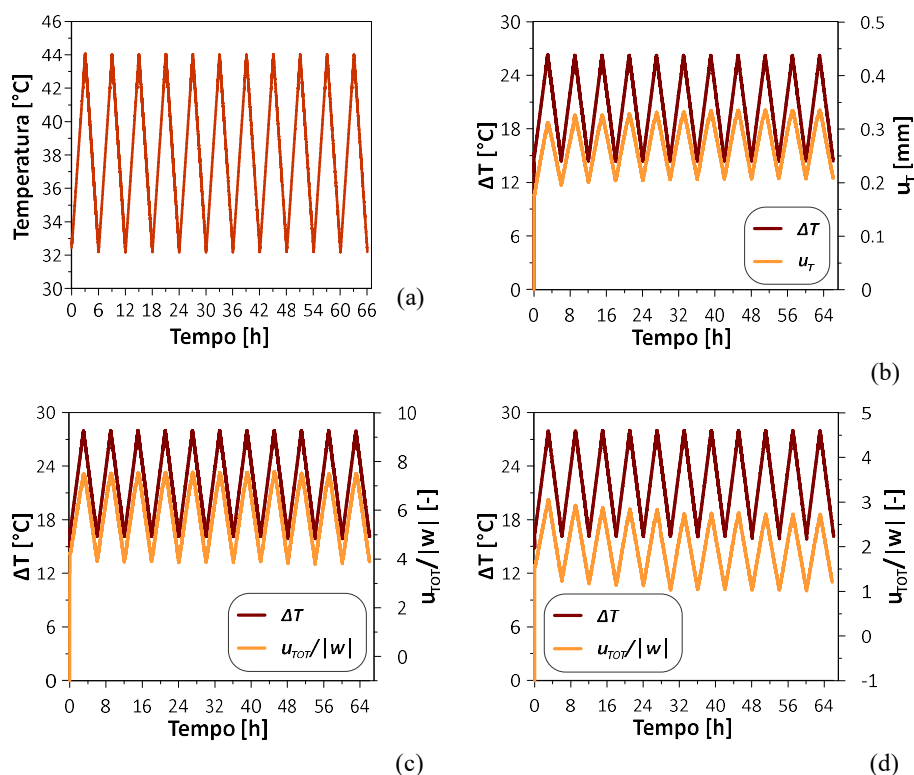 46
44
42
40
38
36
34
32
30
Temperatura [°C]
0 6 12 18 24 30 36 42 48 54 60 66
Tempo [h]
(a)
30
24
18
12
6
0
ΔT [°C]
0.5
0.4
0.3
0.2
0.1
0
u_T [mm]
ΔT
u_T
0 8 16 24 32 40 48 56 64
Tempo [h]
(b)
30
24
18
12
6
0
ΔT [°C]
10
8
6
4
2
0
u_TOT/|w| [-]
ΔT
u_TOT/|w|
0 8 16 24 32 40 48 56 64
Tempo [h]
(c)
30
24
18
12
6
0
ΔT [°C]
5
4
3
2
1
0
-1
u_TOT/|w| [-]
ΔT
u_TOT/|w|
0 8 16 24 32 40 48 56 64
Tempo [h]
(d)